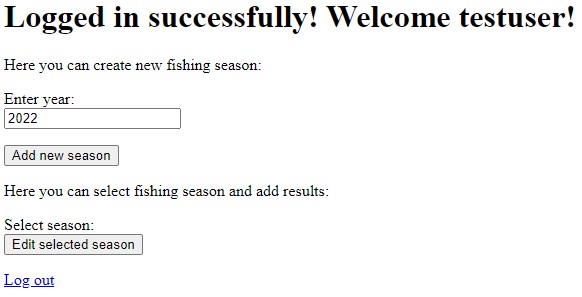 Logged in successfully! Welcome testuser!
Here you can create new fishing season:
Enter year:
2022
Add new season
Here you can select fishing season and add results:
Select season:
Edit selected season
Log out